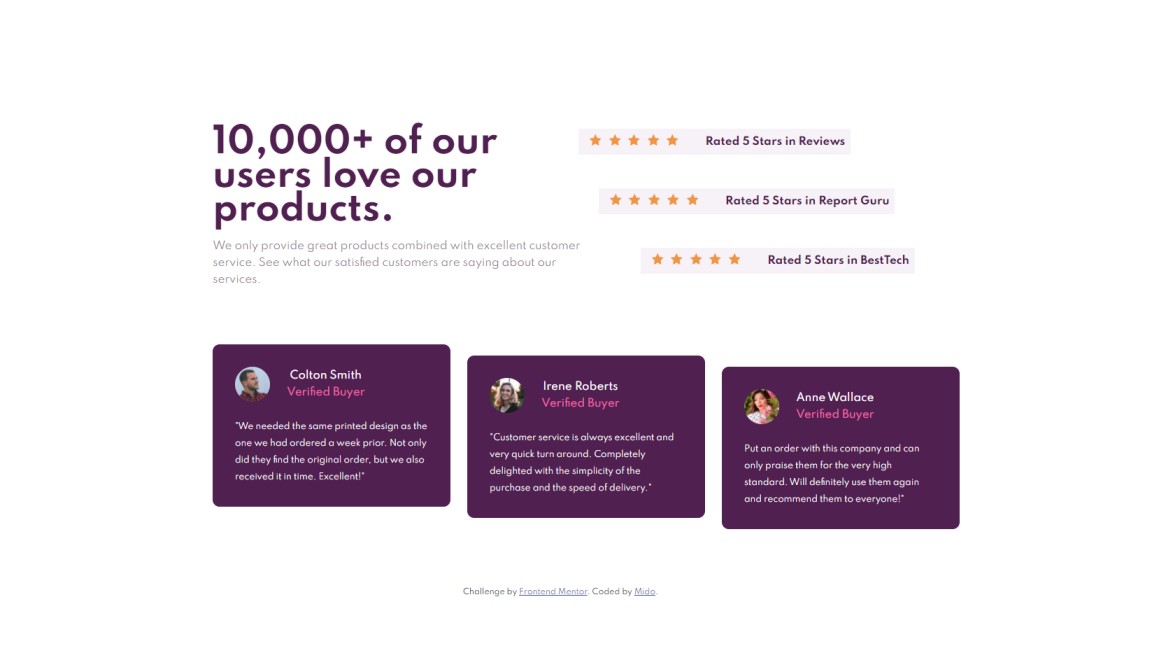 10,000+ of our
users love our
products.
We only provide great products combined with excellent customer
service. See what our satisfied customers are saying about our
services.
Rated 5 Stars in Reviews
Rated 5 Stars in Report Guru
Rated 5 Stars in BestTech
Colton Smith
Verified Buyer
"We needed the same printed design as the
one we had ordered a week prior. Not only
did they find the original order, but we also
received it in time. Excellent!"
Irene Roberts
Verified Buyer
"Customer service is always excellent and
very quick turn around. Completely
delighted with the simplicity of the
purchase and the speed of delivery."
Anne Wallace
Verified Buyer
Put an order with this company and can
only praise them for the very high
standard. Will definitely use them again
and recommend them to everyone!"
Challenge by Frontend Mentor. Coded by Mido.